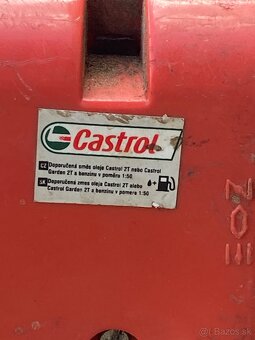 Castrol
CZ Doporučená směs oleje Castrol 2T nebo Castrol
Garden 2T a benzínu v poměru 1:50
SK Doporučená zmes oleja Castrol 2T alebo
Castrol Garden 2T a benzínu v pomere 1:50
© Bazos.sk